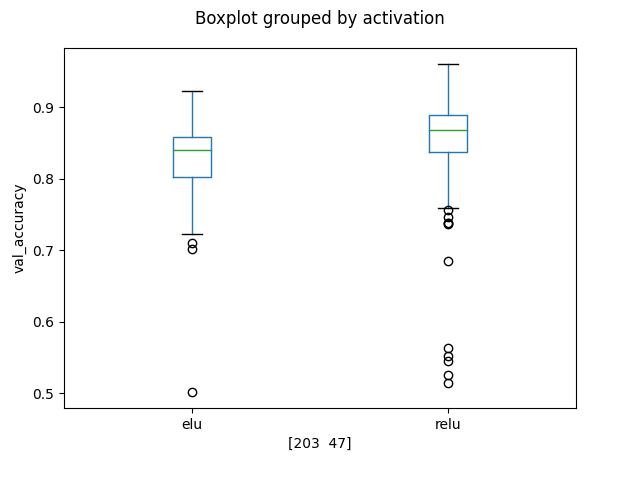 Boxplot grouped by activation
val_accuracy
0.9
0.8
0.7
0.6
0.5
elu relu
[203 47]